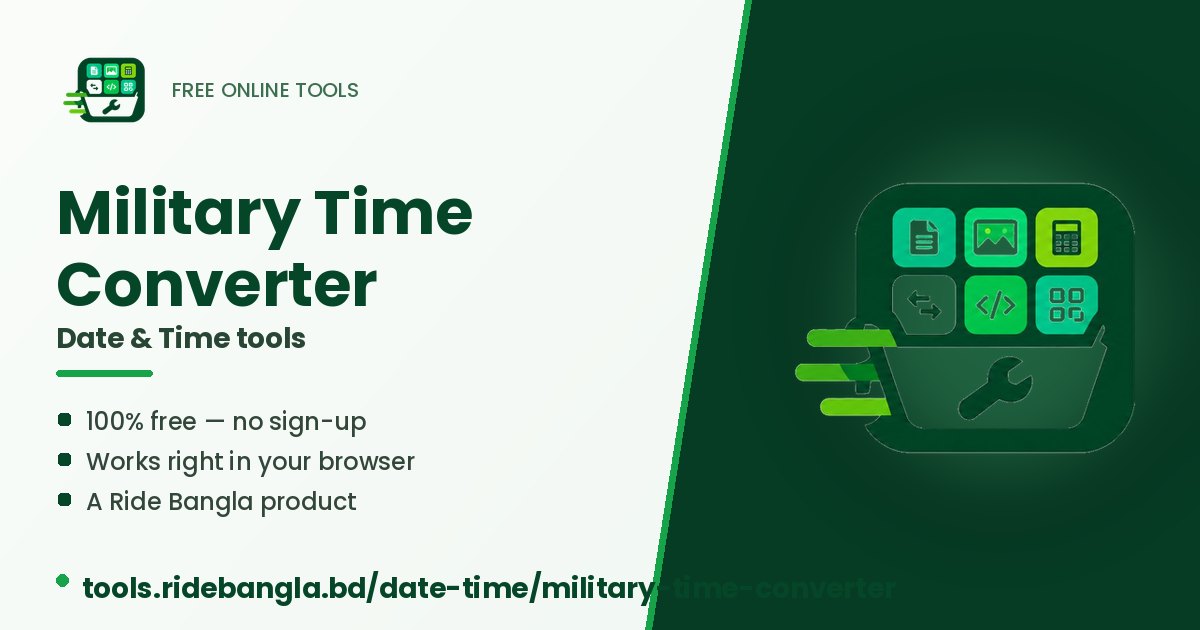 FREE ONLINE TOOLS
Military Time
Converter
Date & Time tools
100% free — no sign-up
Works right in your browser
A Ride Bangla product
tools.ridebangla.bd/date-time/military-time-converter